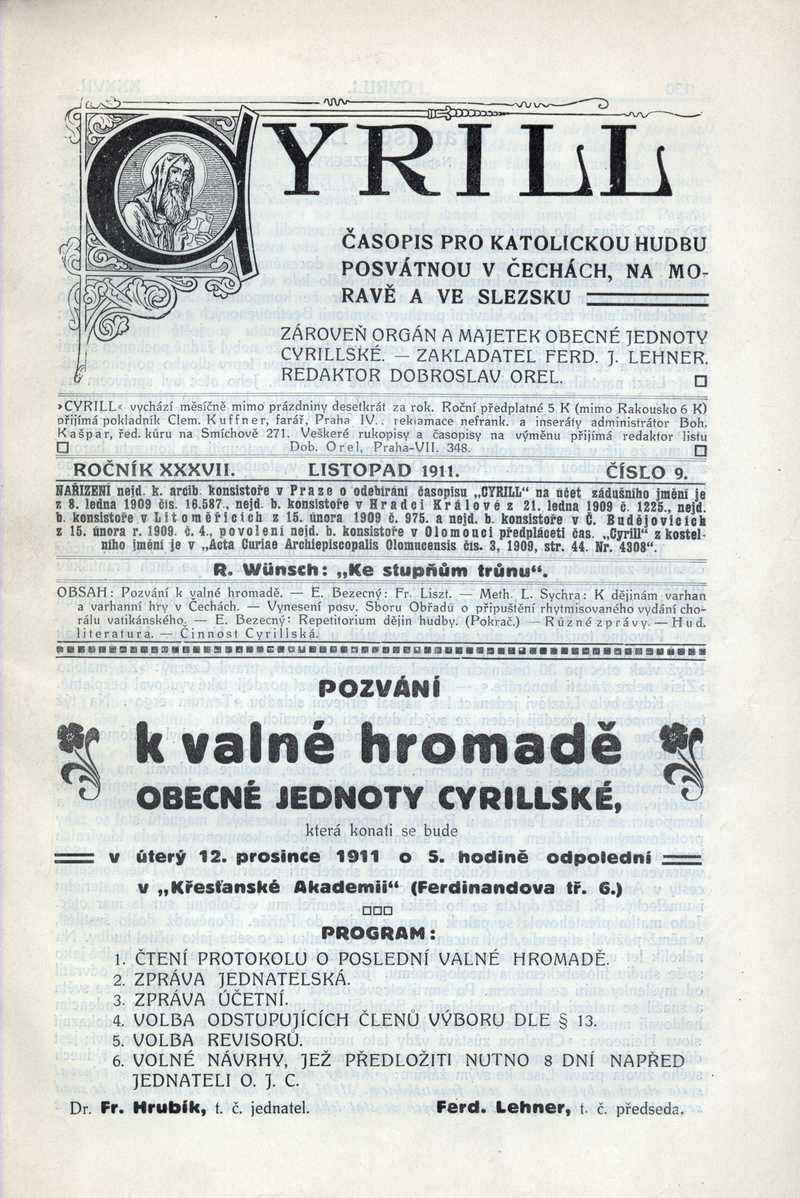 CYRILL
ČASOPIS PRO KATOLICKOU HUDBU
POSVÁTNOU V ČECHÁCH, NA MO-
RAVĚ A VE SLEZSKU
ZÁROVEŇ ORGÁN A MAJETEK OBECNÉ JEDNOTY
CYRILLSKÉ. — ZAKLADATEL FERD. J. LEHNER.
REDAKTOR DOBROSLAV OREL.
»CYRILL« vychází měsíčně mimo prázdniny desetkrát za rok. Roční předplatné 5 K (mimo Rakousko 6 K)
přijímá pokladník Clem. Kuffner, farář, Praha IV., reklamace nefrank. a inseráty administrátor Boh.
Kašpar, řed. kůru na Smíchově 271. Veškeré rukopisy a časopisy na výměnu přijímá redaktor listu
Dob. Orel, Praha-VII. 348.
ROČNÍK XXXVII. LISTOPAD 1911. ČÍSLO 9.
NAŘÍZENÍ nejd. k. arcib. konsistoře v Praze o odebírání časopisu „CYRILL“ na účet zádušního jmění je
z 8. ledna 1909 čís. 16.587., nejd. b. konsistoře v Hradci Králové z 21. ledna 1909 č. 1225., nejd.
b. konsistoře v Litoměřicích z 15. února 1909 č. 975. a nejd. b. konsistoře v Č. Budějovicích
z 15. února r. 1909. č. 4., povolení nejd. b. konsistoře v Olomouci předpláceti čas. „Cyrill“ z kostel-
ního jmění je v „Acta Curiae Archiepiscopalis Olomucensis čís. 3, 1909, str. 44. Nr. 4308“.
R. Wünsch: „Ke stupňům trůnu“.
OBSAH: Pozvání k valné hromadě. — E. Bezecný: Fr. Liszt. — Meth. L. Sychra: K dějinám varhan
a varhanní hry v Čechách. — Vynesení posv. Sboru Obřadů o připuštění rhytmisovaného vydání cho-
rálu vatikánského. — E. Bezecný: Repetitorium dějin hudby. (Pokrač.) — Různé zprávy. — Hud.
literatura. — Činnost Cyrillská.
POZVÁNÍ
k valné hromadě
OBECNÉ JEDNOTY CYRILLSKÉ,
která konati se bude
v úterý 12. prosince 1911 o 5. hodině odpolední
v „Křesťanské Akademii“ (Ferdinandova tř. 6.)
PROGRAM:
1. ČTENÍ PROTOKOLU O POSLEDNÍ VALNÉ HROMADĚ.
2. ZPRÁVA JEDNATELSKÁ.
3. ZPRÁVA ÚČETNÍ.
4. VOLBA ODSTUPUJÍCÍCH ČLENŮ VÝBORU DLE § 13.
5. VOLBA REVISORŮ.
6. VOLNÉ NÁVRHY, JEŽ PŘEDLOŽITI NUTNO 8 DNÍ NAPŘED
JEDNATELI O. J. C.
Dr. Fr. Hrubík, t. č. jednatel. Ferd. Lehner, t. č. předseda.